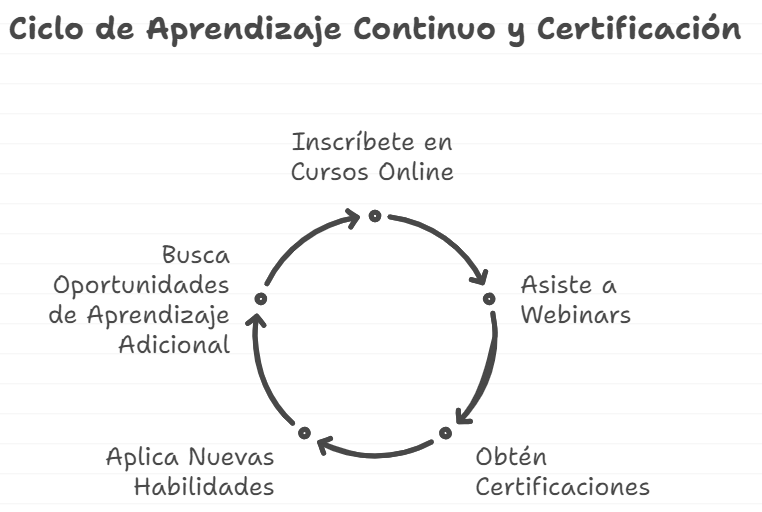 Ciclo de Aprendizaje Continuo y Certificación
Inscríbete en
Cursos Online
Asiste a
Webinars
Obtén
Certificaciones
Aplica Nuevas
Habilidades
Busca
Oportunidades
de Aprendizaje
Adicional